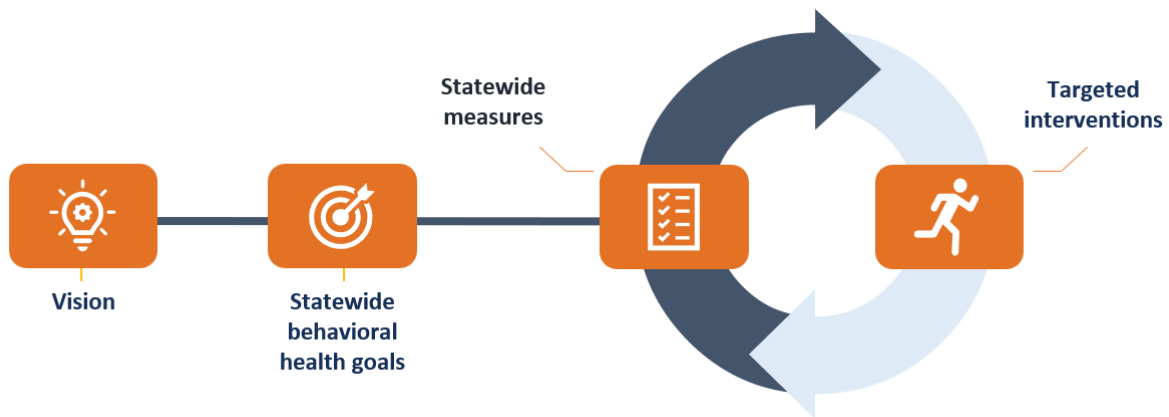 Vision
Statewide
behavioral
health goals
Statewide
measures
Targeted
interventions